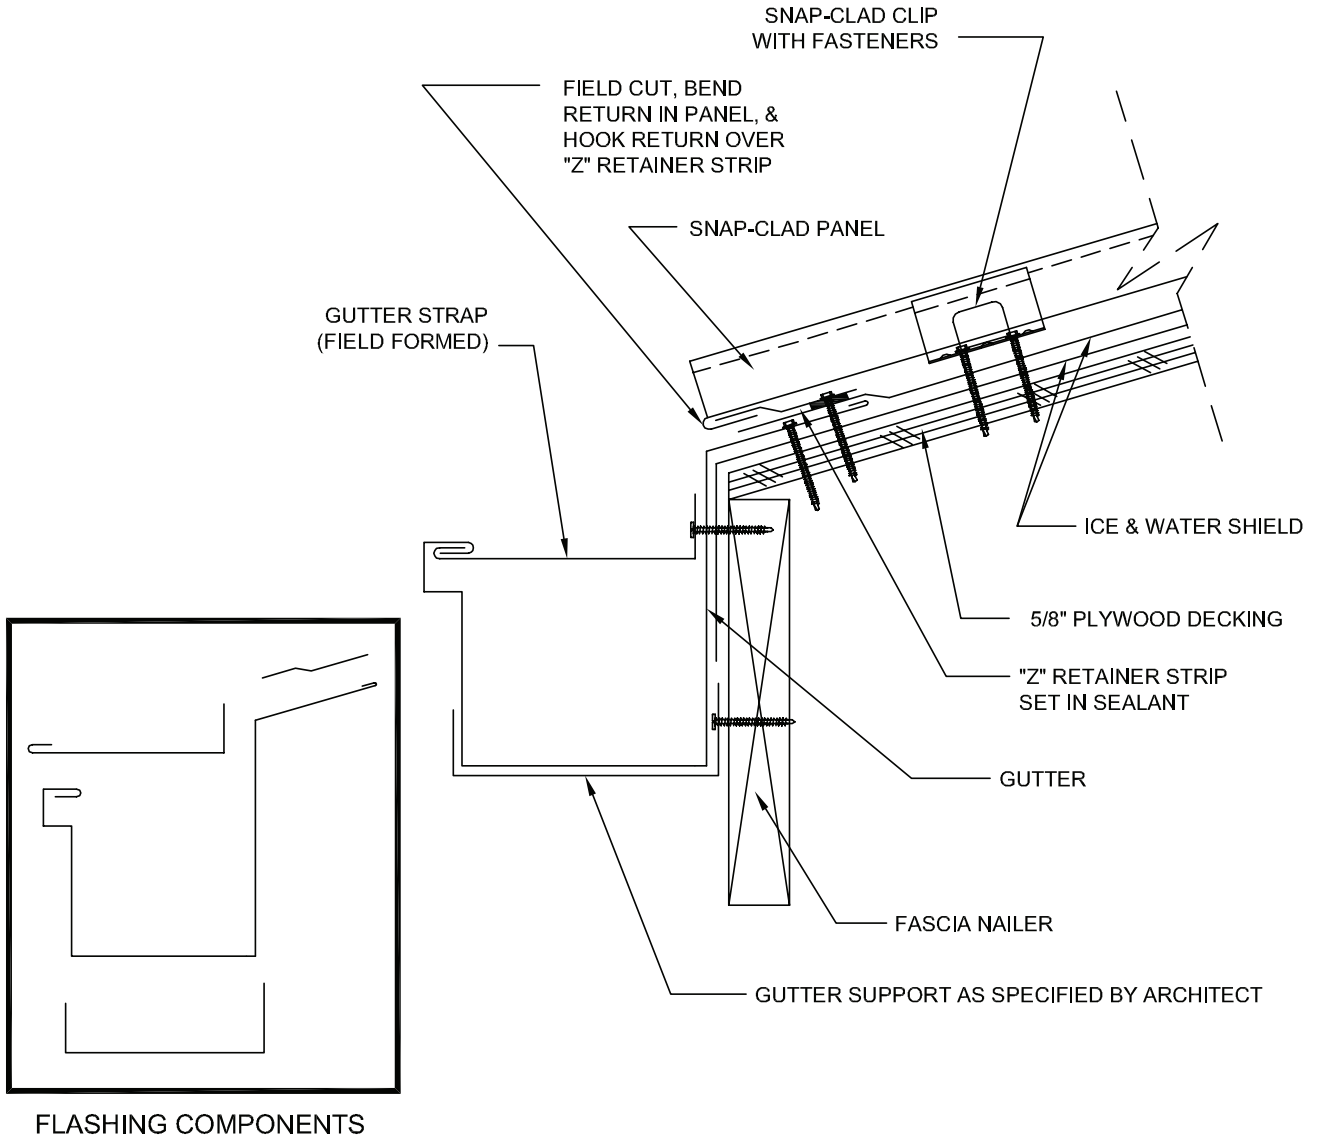 SNAP-CLAD CLIP
WITH FASTENERS
FIELD CUT, BEND
RETURN IN PANEL, &
HOOK RETURN OVER
"Z" RETAINER STRIP
SNAP-CLAD PANEL
GUTTER STRAP
(FIELD FORMED)
ICE & WATER SHIELD
5/8" PLYWOOD DECKING
"Z" RETAINER STRIP
SET IN SEALANT
GUTTER
FASCIA NAILER
GUTTER SUPPORT AS SPECIFIED BY ARCHITECT
FLASHING COMPONENTS